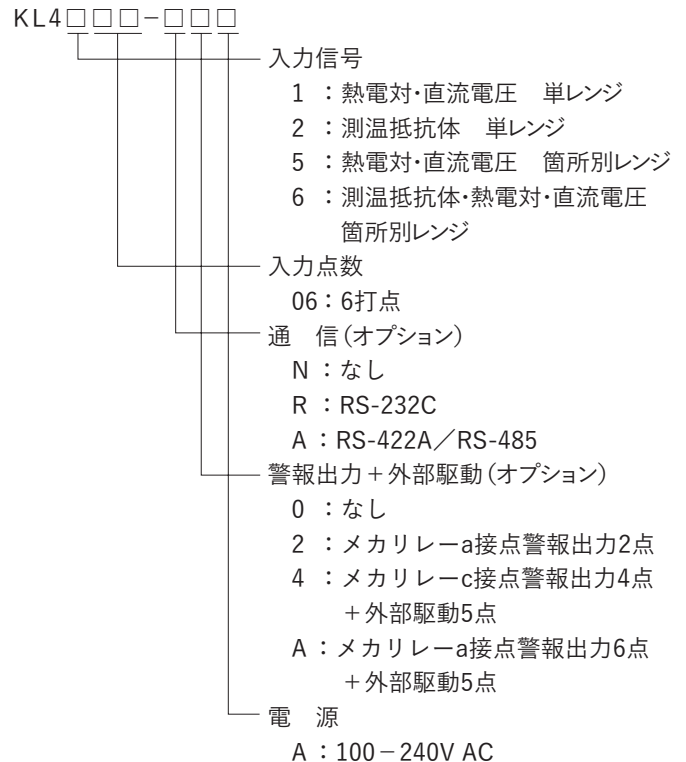 KL4□□□−□□□
入力信号
1 ：熱電対・直流電圧　単レンジ
2 ：測温抵抗体　単レンジ
5 ：熱電対・直流電圧　箇所別レンジ
6 ：測温抵抗体・熱電対・直流電圧
箇所別レンジ
入力点数
06：6打点
通　信（オプション）
N ：なし
R ：RS-232C
A ：RS-422A／RS-485
警報出力＋外部駆動（オプション）
0 ：なし
2 ：メカリレーa接点警報出力2点
4 ：メカリレーc接点警報出力4点
＋外部駆動5点
A ：メカリレーa接点警報出力6点
＋外部駆動5点
電　源
A ：100−240V AC